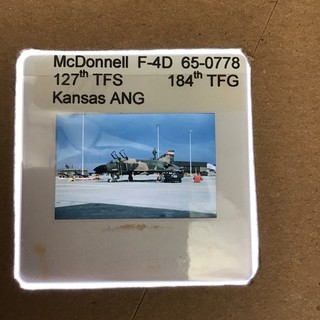 McDonnell F-4D 65-0778
127th TFS 184th TFG
Kansas ANG